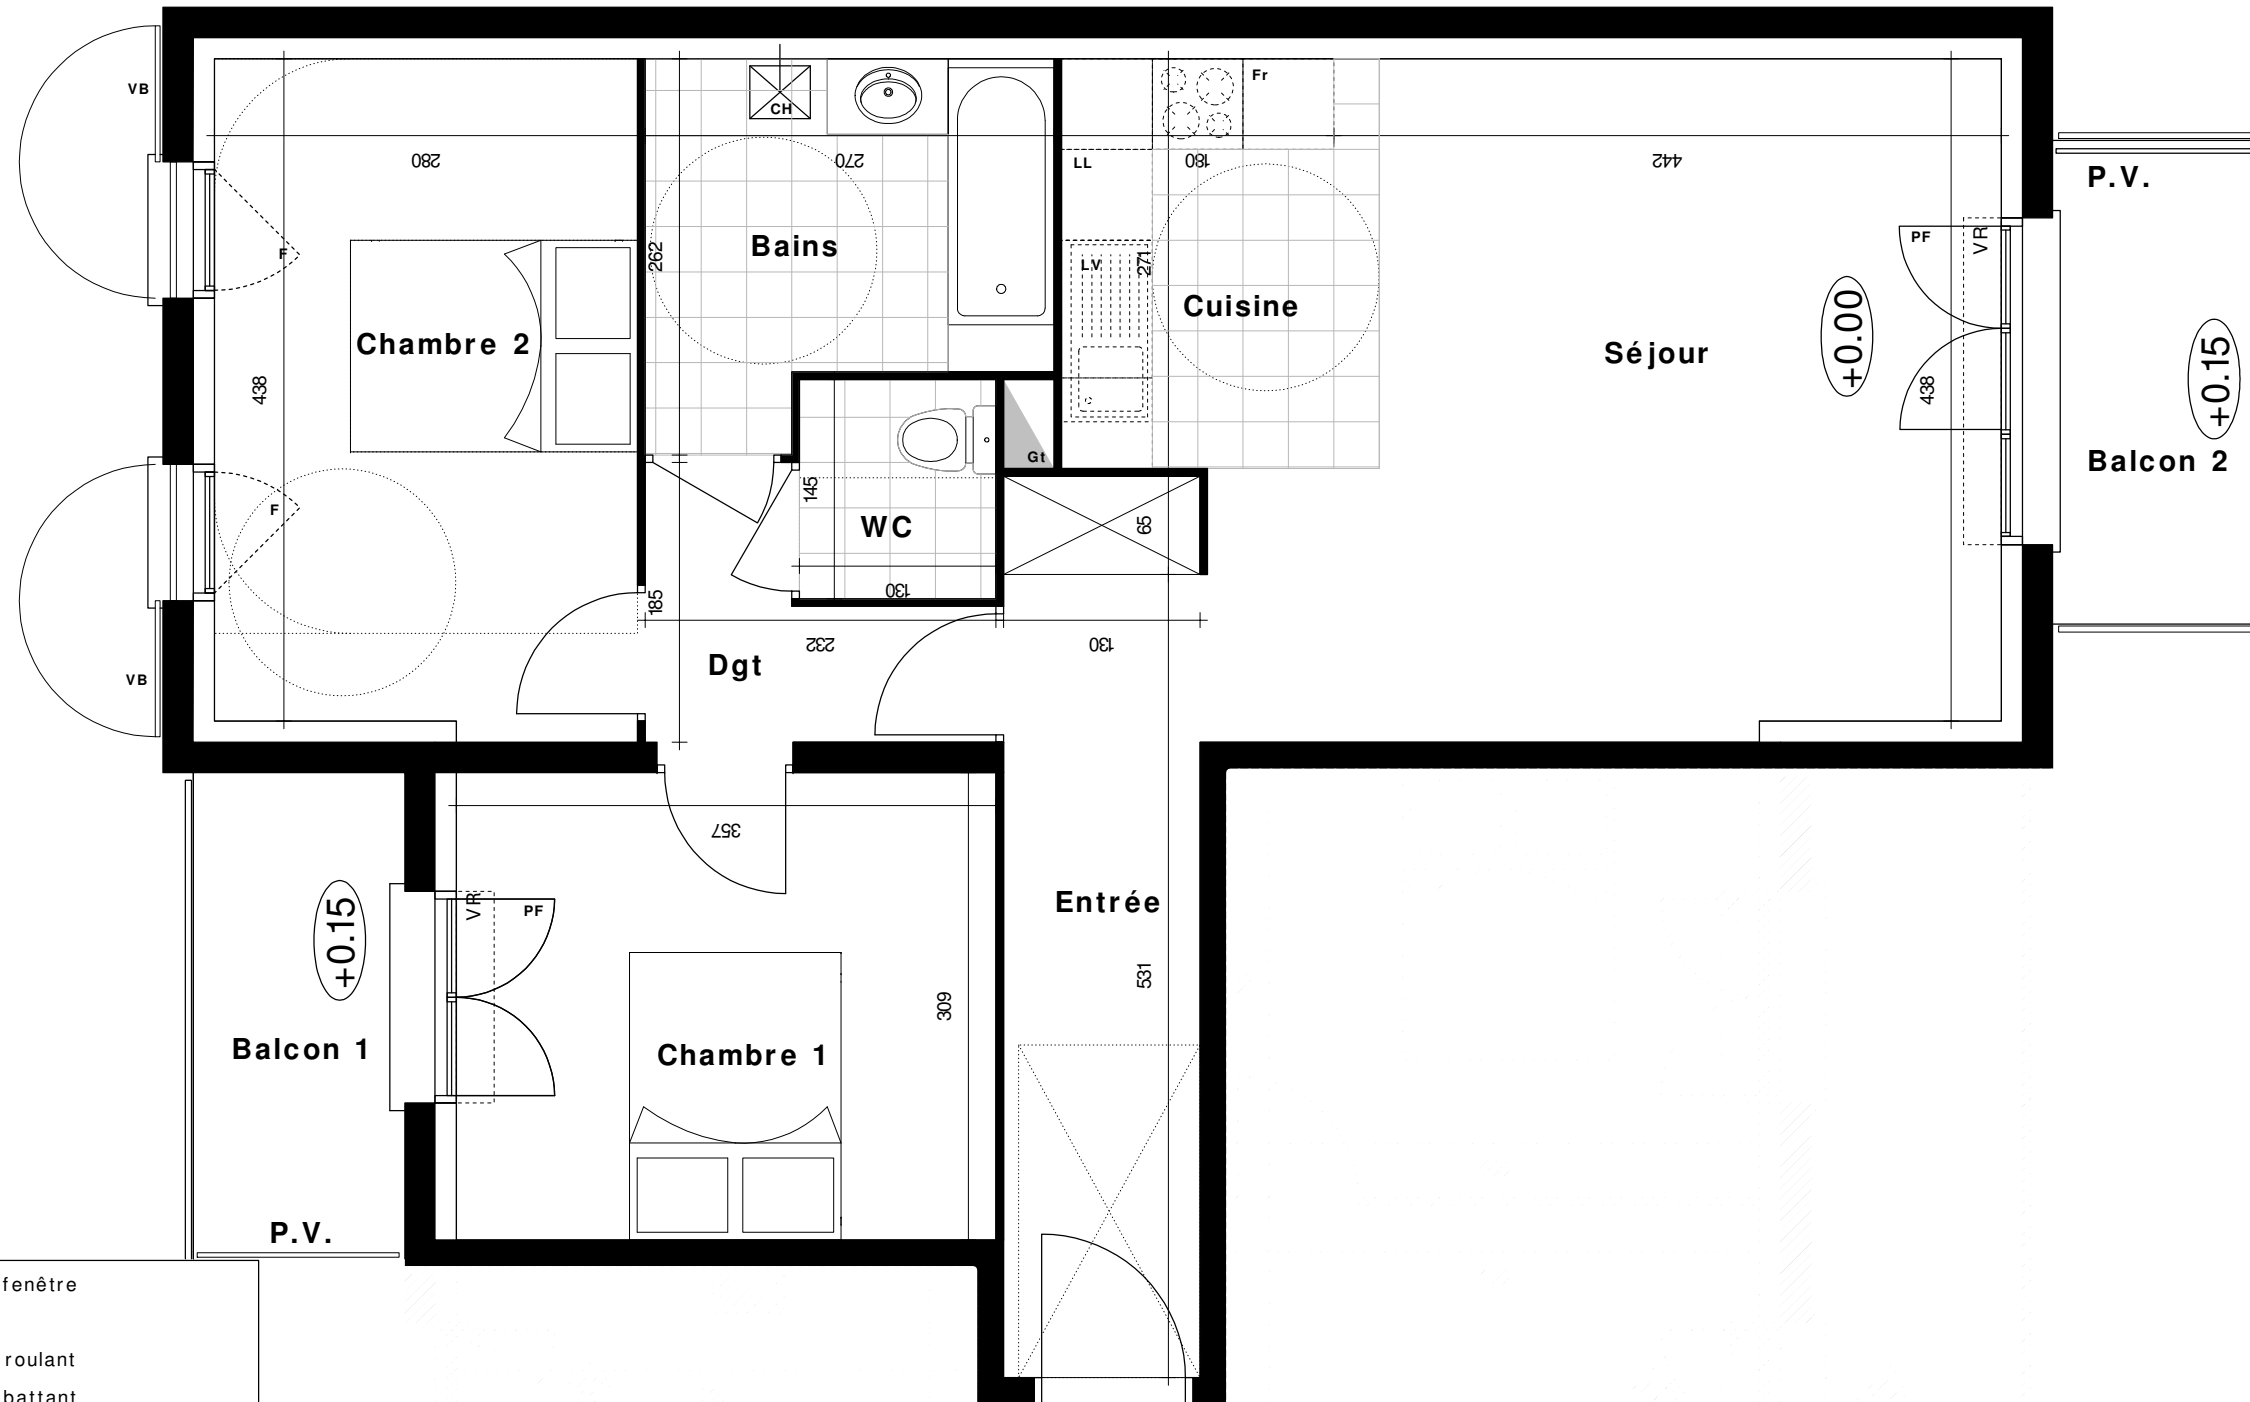 VB
CH
Fr
280
270
LL
180
442
P.V.
262
Bains
F
LV
271
Cuisine
PF
VR
+0.00
+0.15
Chambre 2
Séjour
438
438
Gt
Balcon 2
145
F
WC
65
130
185
232
130
Dgt
VB
357
VR
PF
+0.15
Entrée
531
309
Balcon 1
Chambre 1
P.V.
fenêtre
roulant
battant